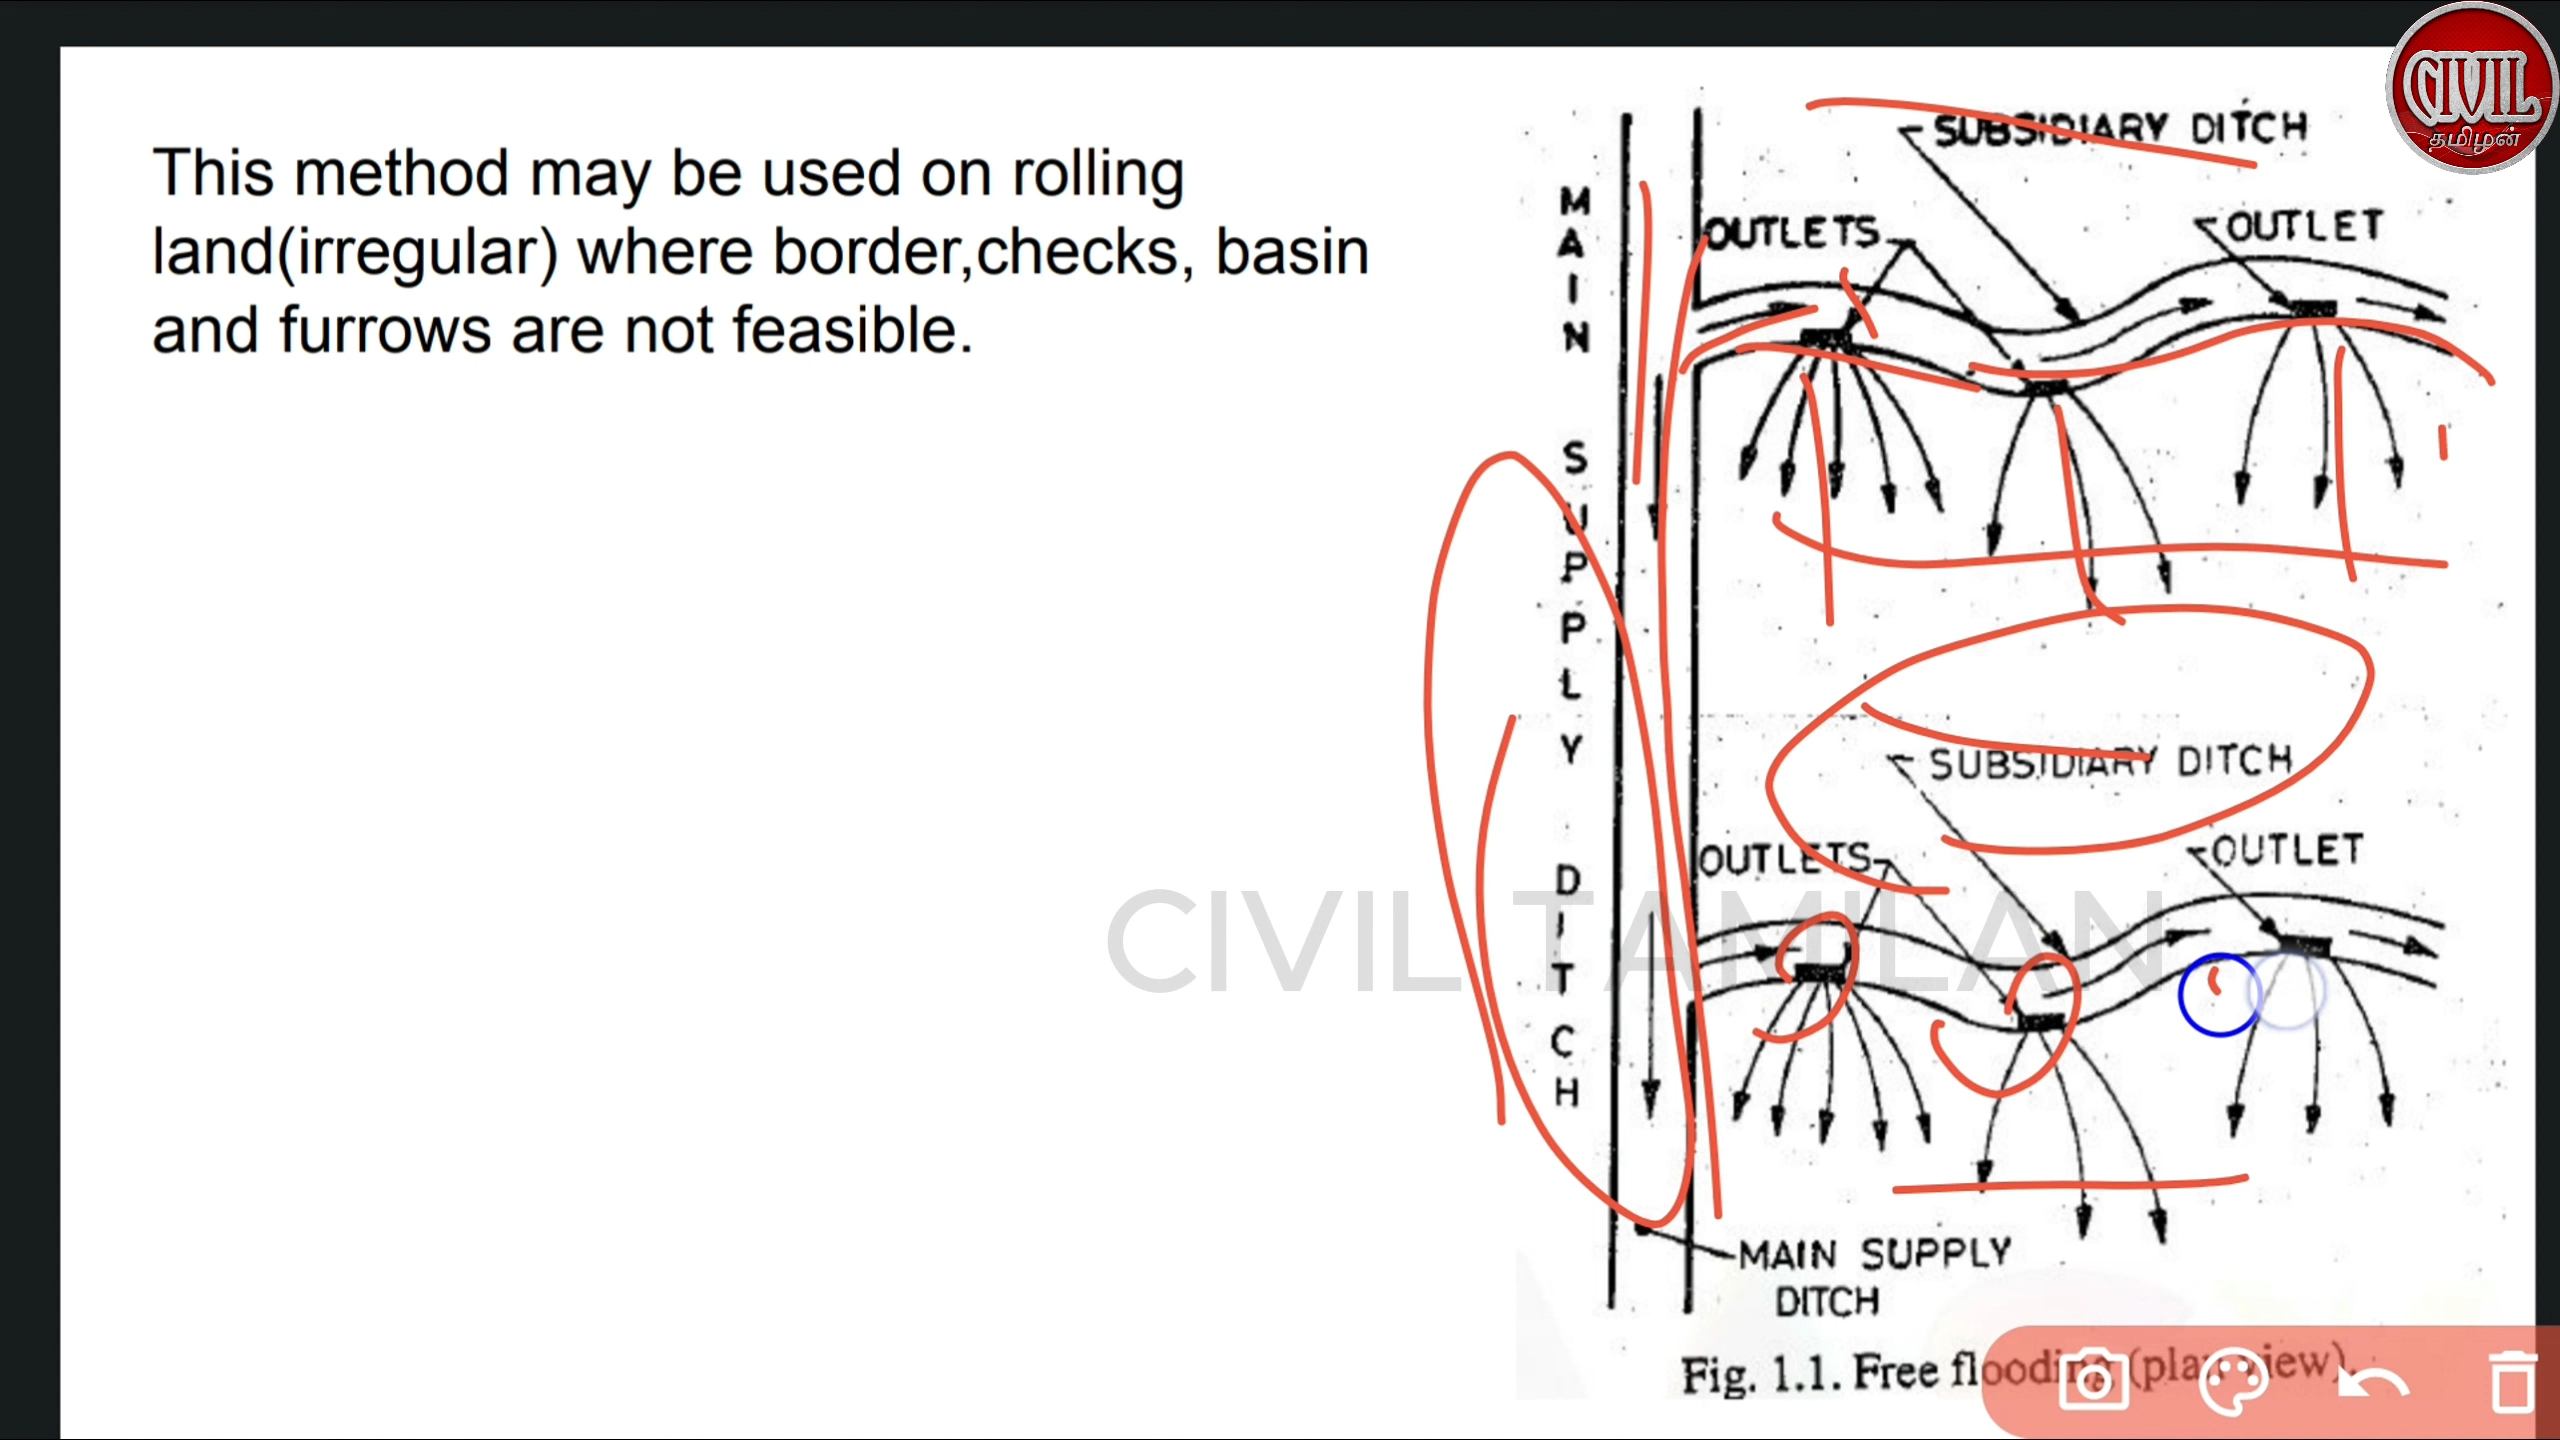 This method may be used on rolling
land(irregular) where border,checks, basin
and furrows are not feasible.
MAIN SUPPLY DITCH
SUBSIDIARY DITCH
OUTLETS
OUTLET
SUBSIDIARY DITCH
OUTLETS
OUTLET
MAIN SUPPLY
DITCH
Fig. 1.1. Free flooding (plan view).
CIVIL TAMILAN
CIVIL
தமிழன்